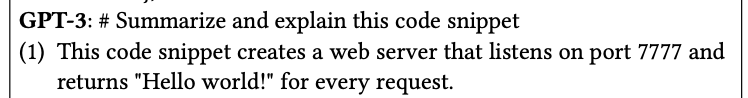 GPT-3: # Summarize and explain this code snippet
(1) This code snippet creates a web server that listens on port 7777 and
returns "Hello world!" for every request.